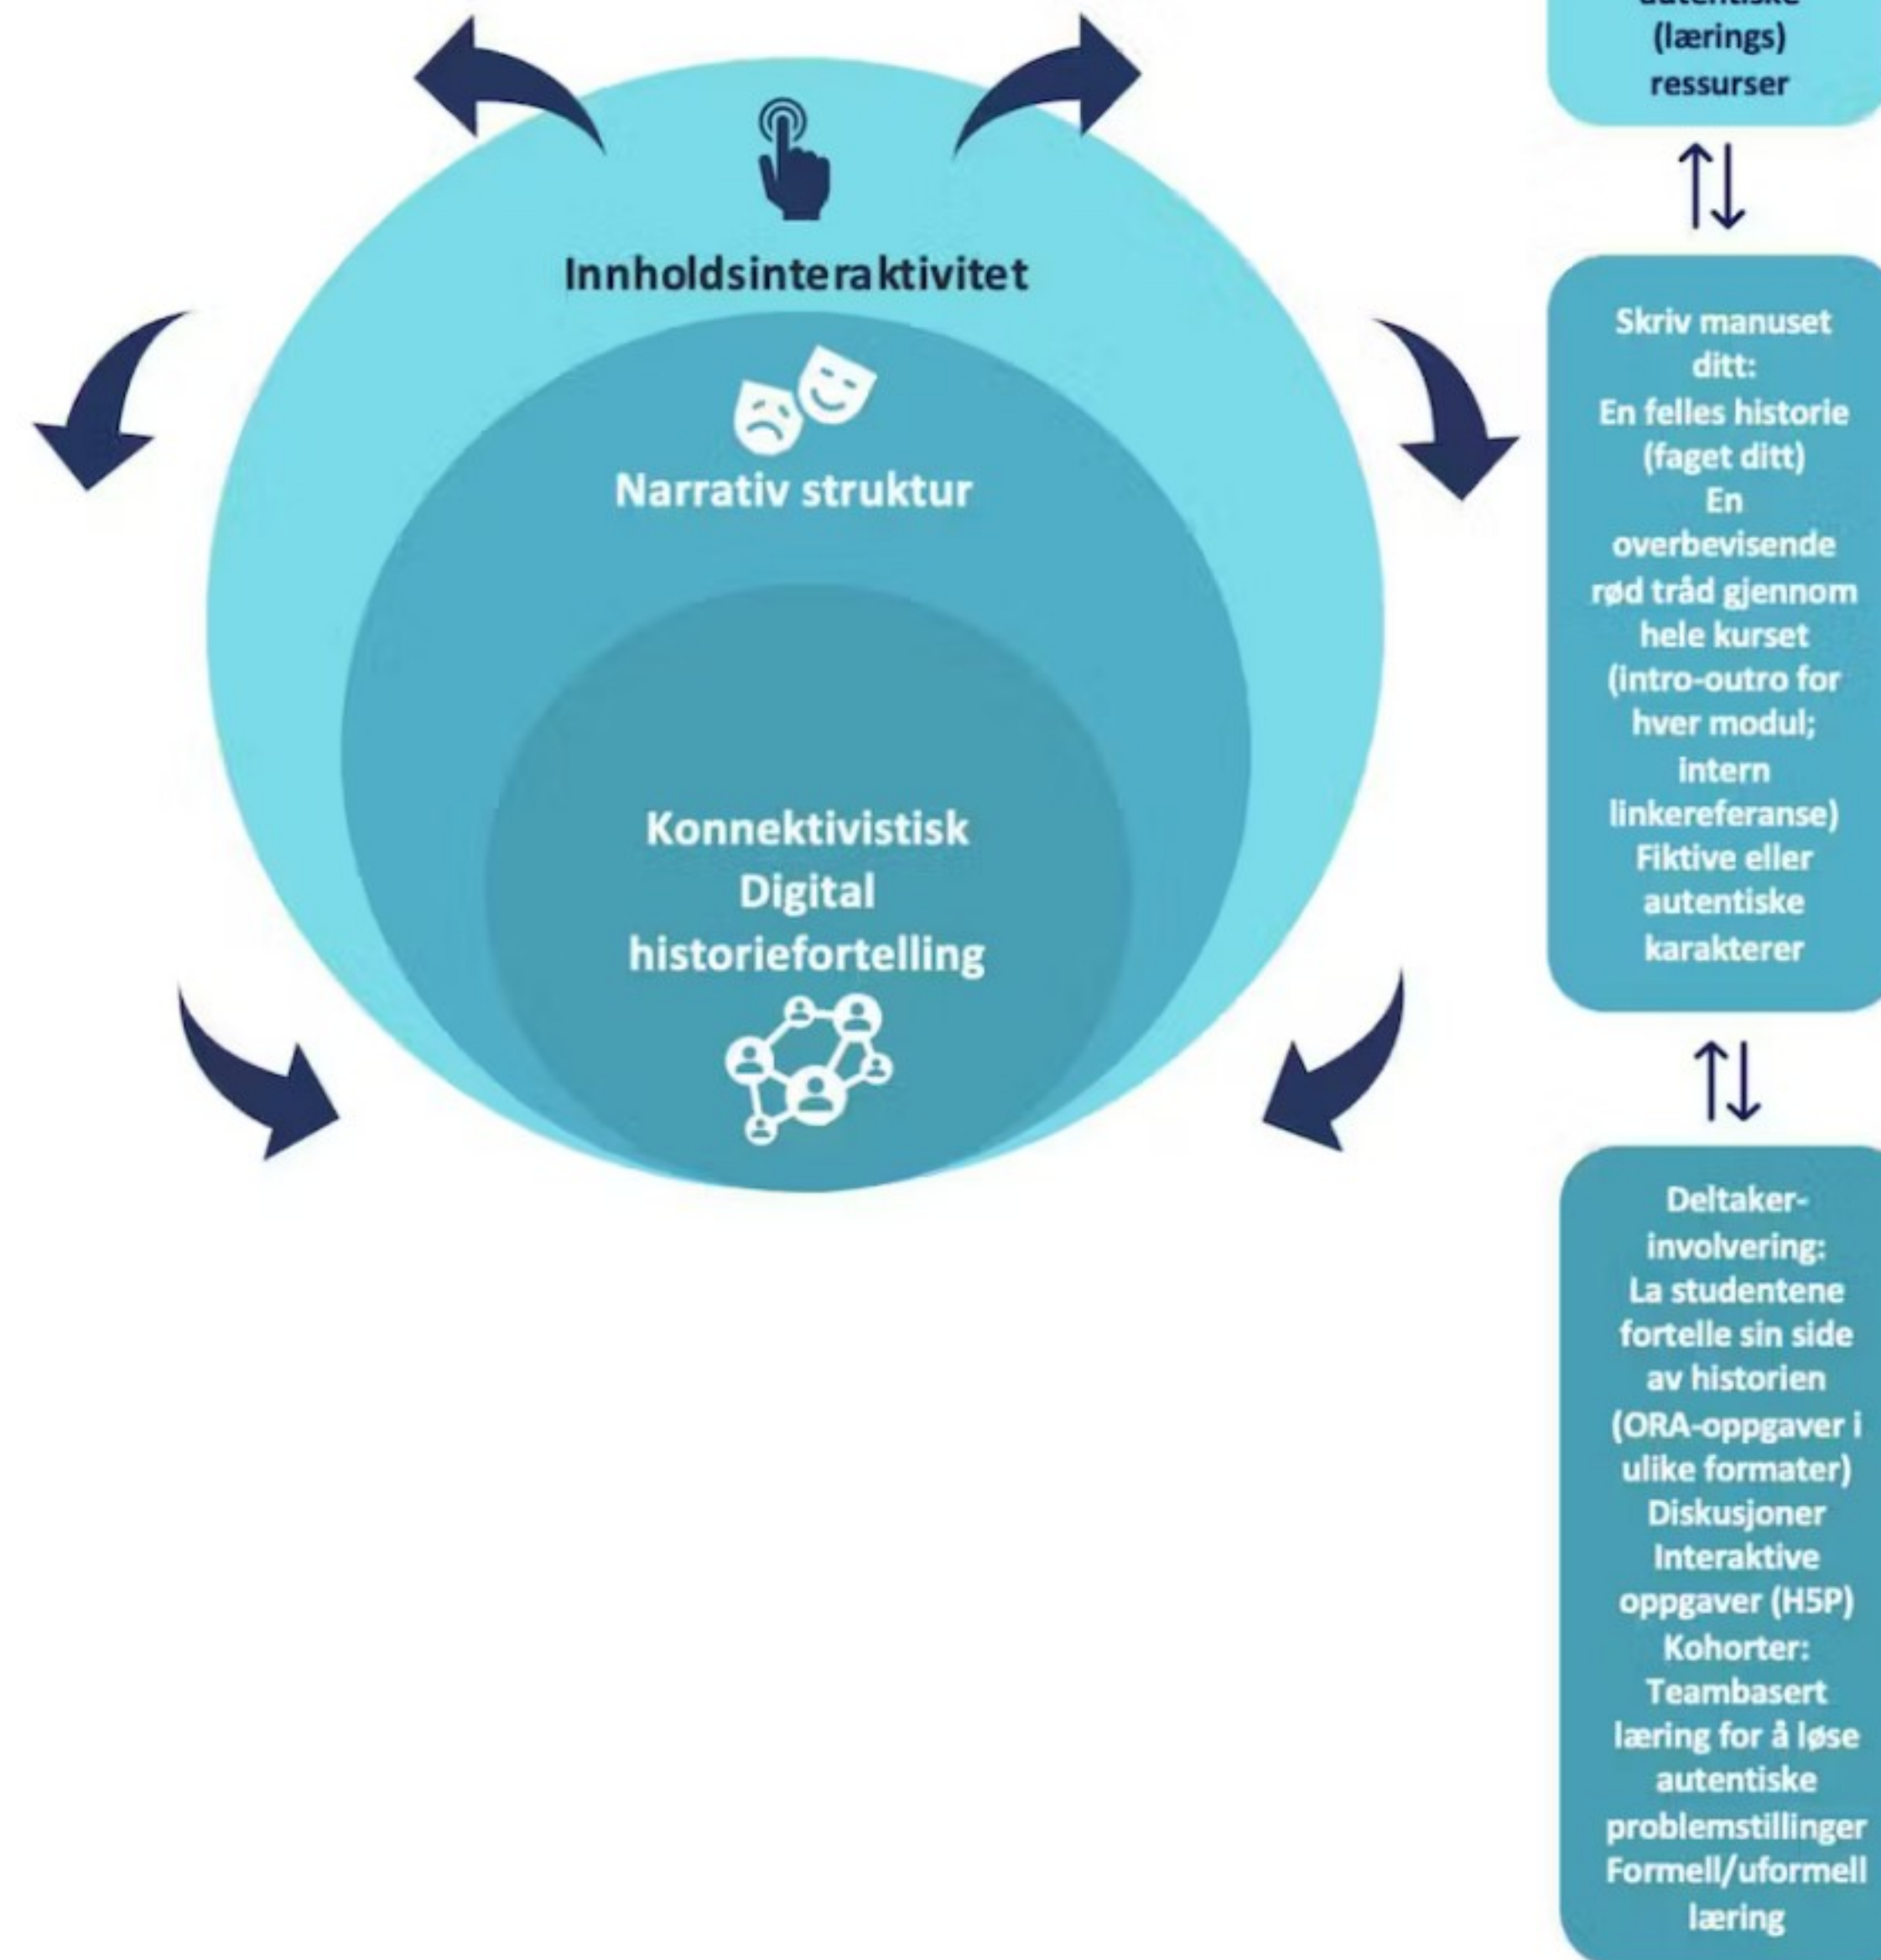 Innholdsinteraktivitet
Narrativ struktur
Konnektivistisk
Digital
historiefortelling
autentiske
(lærings)
ressurser
Skriv manuset
ditt:
En felles historie
(faget ditt)
En
overbevisende
rød tråd gjennom
hele kurset
(intro-outro for
hver modul;
intern
linkereferanse)
Fiktive eller
autentiske
karakterer
Deltaker-
involvering:
La studentene
fortelle sin side
av historien
(ORA-oppgaver i
ulike formater)
Diskusjoner
Interaktive
oppgaver (H5P)
Kohorter:
Teambasert
læring for å løse
autentiske
problemstillinger
Formell/uformell
læring